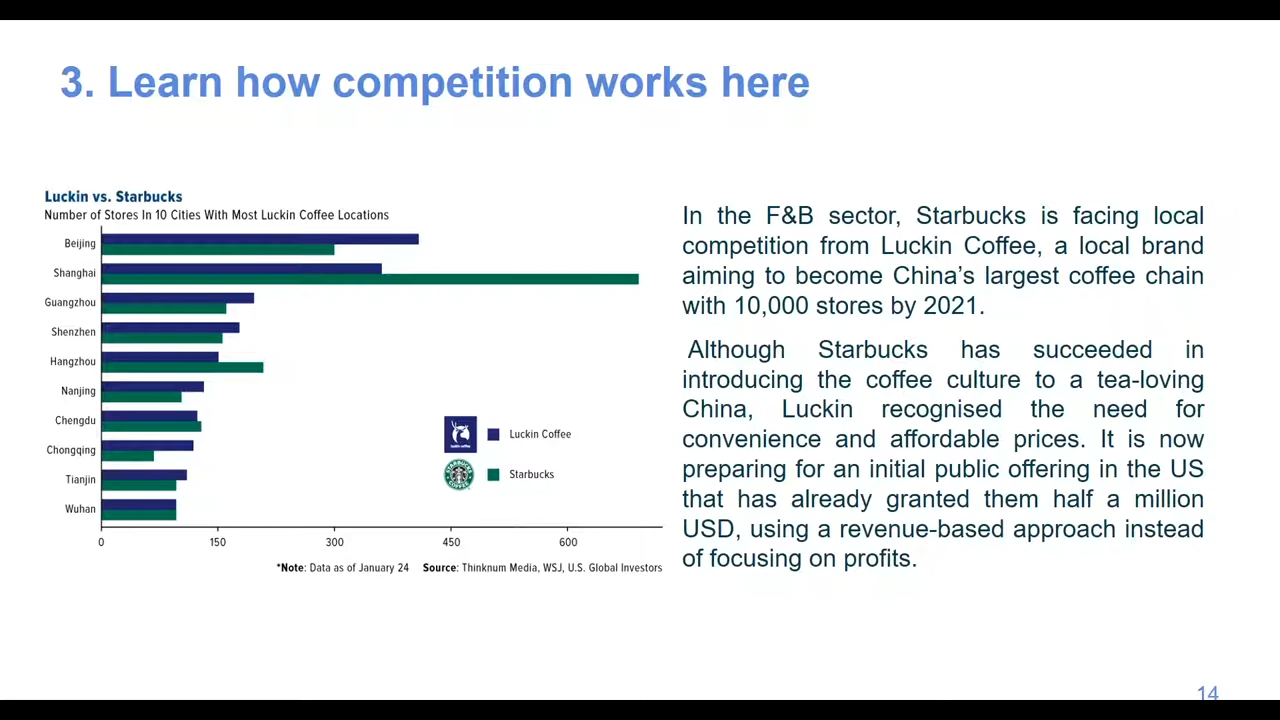 3. Learn how competition works here
Luckin vs. Starbucks
Number of Stores In 10 Cities With Most Luckin Coffee Locations
Beijing
Shanghai
Guangzhou
Shenzhen
Hangzhou
Nanjing
Chengdu
Chongqing
Tianjin
Wuhan
luckin coffee
Luckin Coffee
STARBUCKS
COFFEE
Starbucks
0 150 300 450 600
*Note: Data as of January 24 Source: Thinknum Media, WSJ, U.S. Global Investors
In the F&B sector, Starbucks is facing local
competition from Luckin Coffee, a local brand
aiming to become China’s largest coffee chain
with 10,000 stores by 2021.
Although Starbucks has succeeded in
introducing the coffee culture to a tea-loving
China, Luckin recognised the need for
convenience and affordable prices. It is now
preparing for an initial public offering in the US
that has already granted them half a million
USD, using a revenue-based approach instead
of focusing on profits.
14